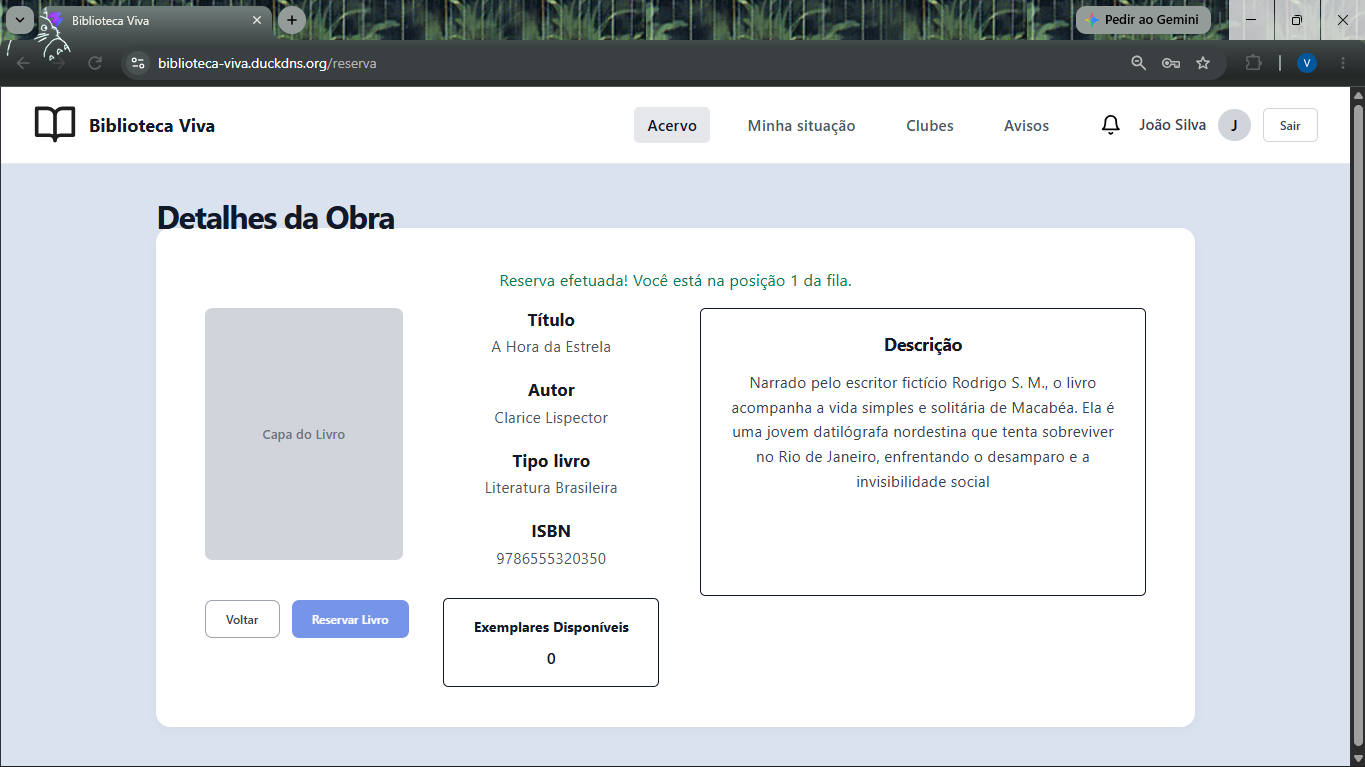 Biblioteca Viva
Pedir ao Gemini
biblioteca-viva.duckdns.org/reserva
V
Biblioteca Viva
Acervo
Minha situação
Clubes
Avisos
João Silva
J
Sair
Detalhes da Obra
Reserva efetuada! Você está na posição 1 da fila.
Capa do Livro
Título
A Hora da Estrela
Autor
Clarice Lispector
Tipo livro
Literatura Brasileira
ISBN
9786555320350
Descrição
Narrado pelo escritor fictício Rodrigo S. M., o livro
acompanha a vida simples e solitária de Macabéa. Ela é
uma jovem datilógrafa nordestina que tenta sobreviver
no Rio de Janeiro, enfrentando o desamparo e a
invisibilidade social
Voltar
Reservar Livro
Exemplares Disponíveis
0